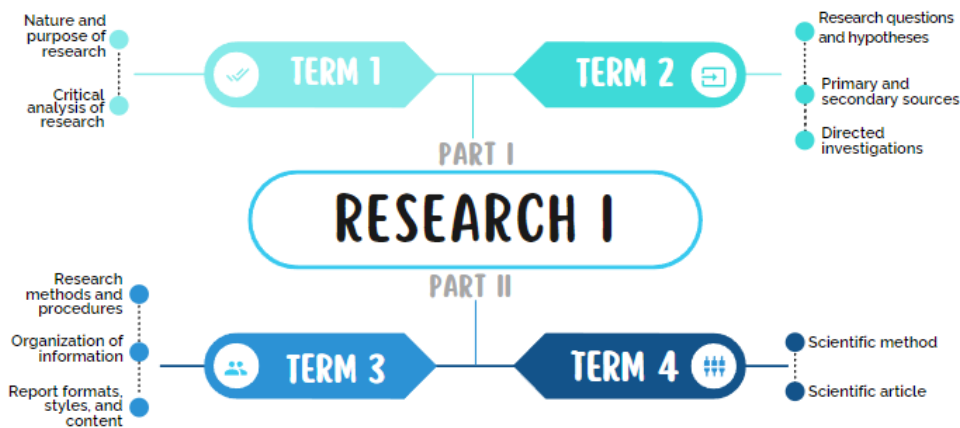 Nature and
purpose of
research
Critical
analysis of
research
TERM 1
TERM 2
Research questions
and hypotheses
Primary and
secondary sources
Directed
investigations
PART I
RESEARCH I
PART II
Research
methods and
procedures
Organization of
information
Report formats,
styles, and
content
TERM 3
TERM 4
Scientific method
Scientific article